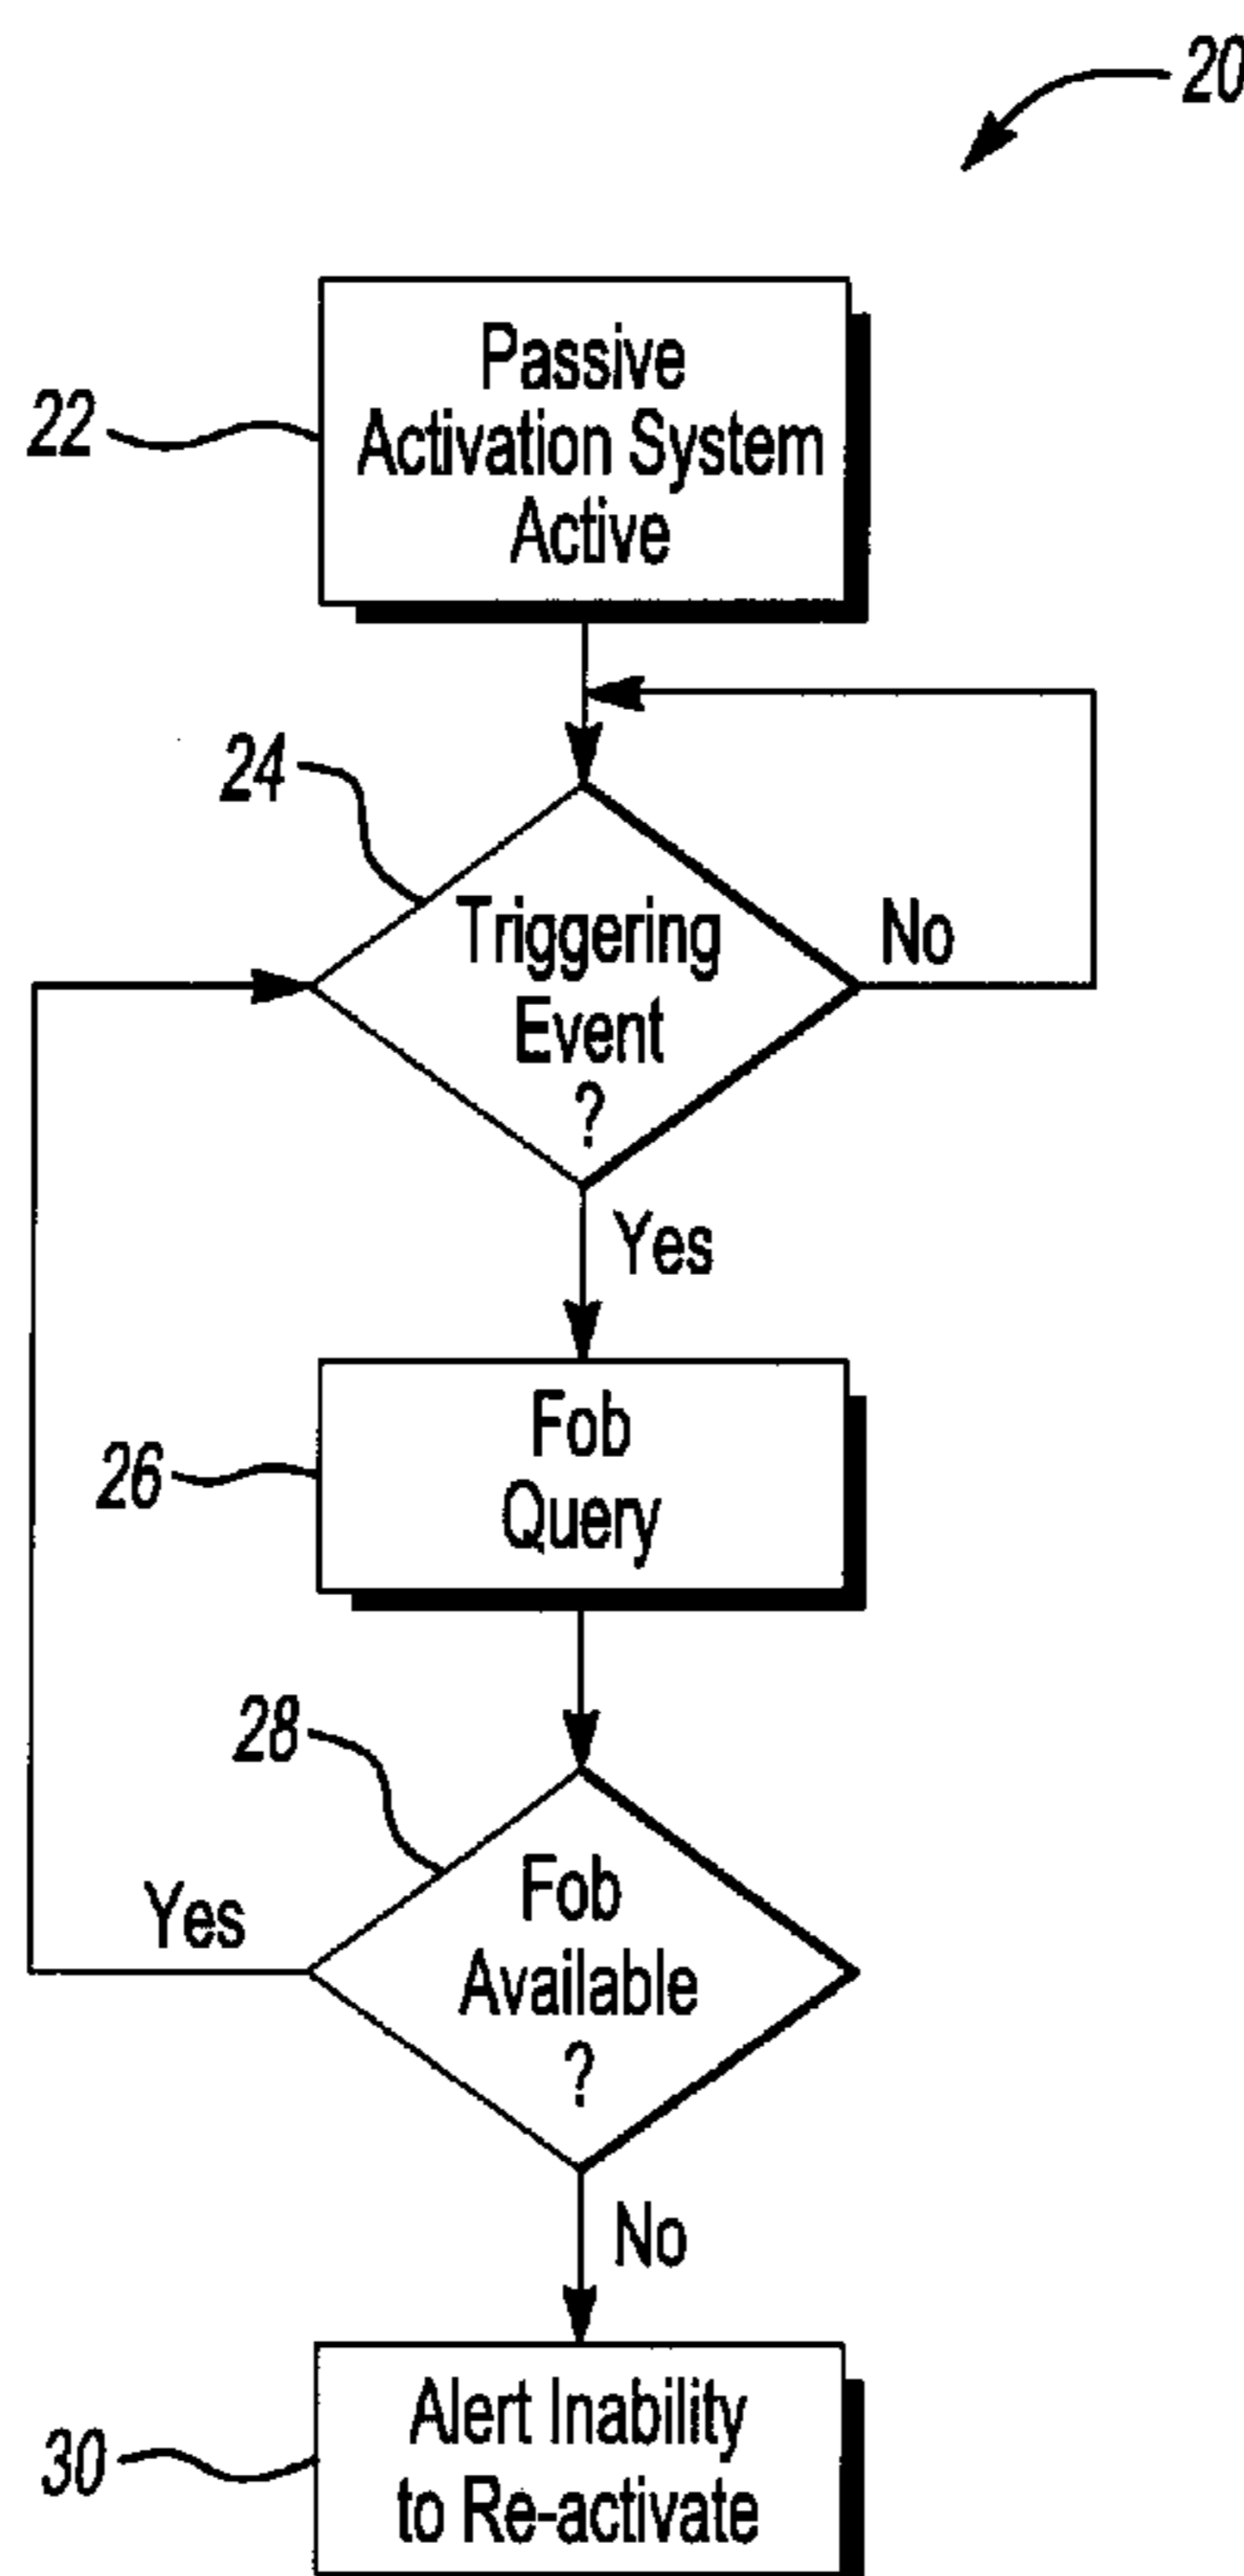 20
22
Passive
Activation System
Active
24
Triggering
Event
?
No
Yes
26
Fob
Query
28
Fob
Available
?
Yes
No
30
Alert Inability
to Re-activate